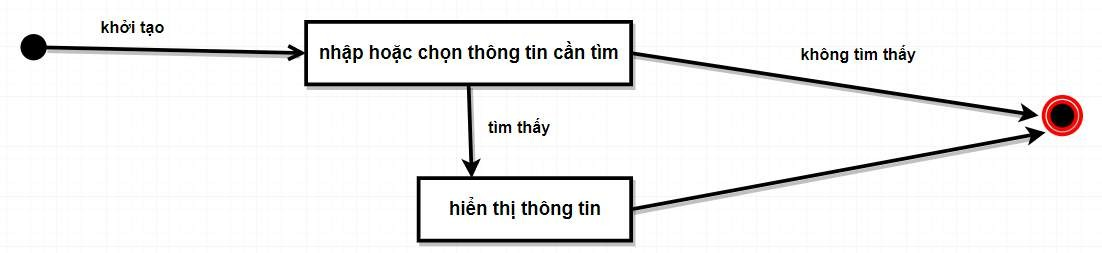 khởi tạo
nhập hoặc chọn thông tin cần tìm
không tìm thấy
tìm thấy
hiển thị thông tin